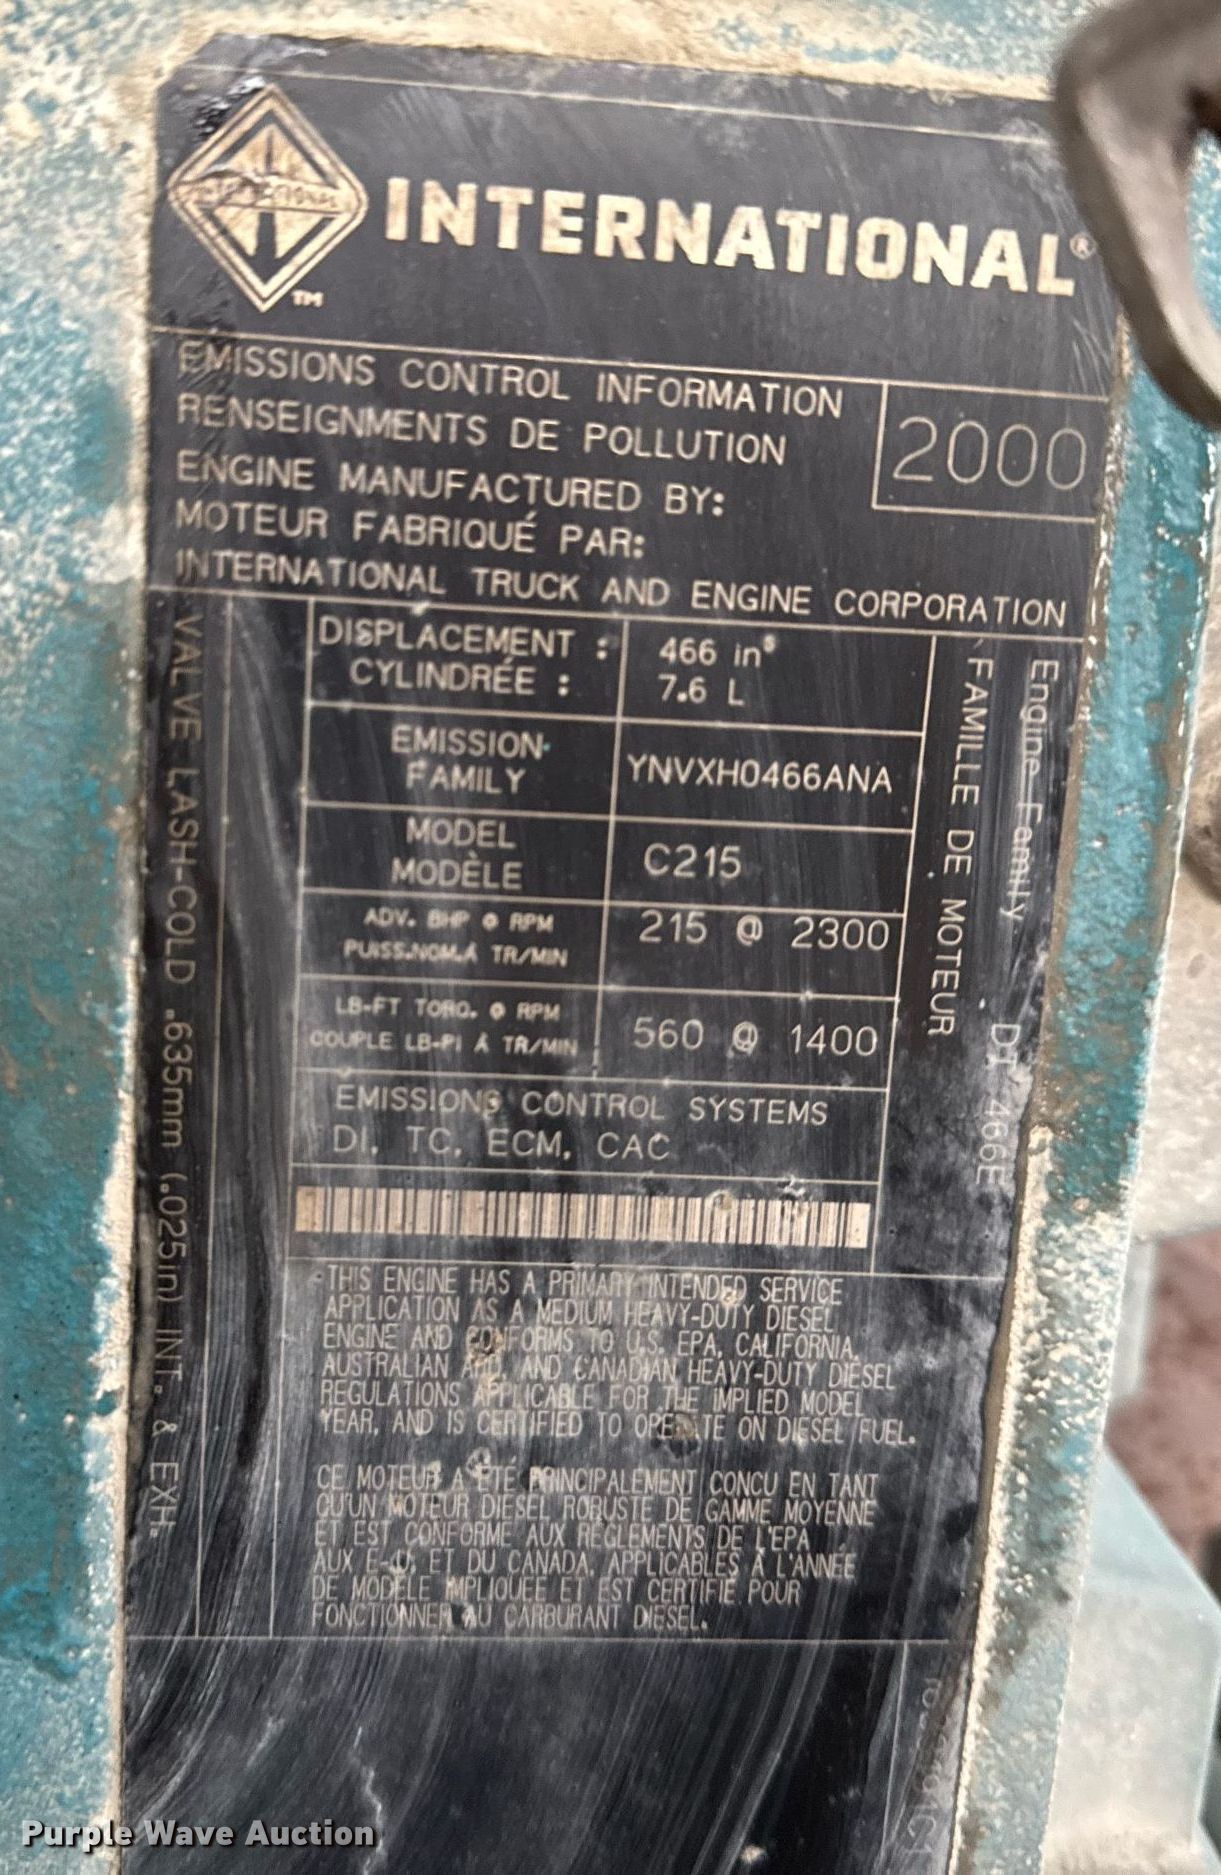 INTERNATIONAL
TM
INTERNATIONAL®
EMISSIONS CONTROL INFORMATION
RENSEIGNMENTS DE POLLUTION
2000
ENGINE MANUFACTURED BY:
MOTEUR FABRIQUÉ PAR:
INTERNATIONAL TRUCK AND ENGINE CORPORATION
VALVE LASH-COLD .635mm (.025in) INT. & EXH.
DISPLACEMENT : 466 in³
CYLINDRÉE : 7.6 L
EMISSION
FAMILY
YNVXH0466ANA
MODEL
MODÈLE
C215
ADV. BHP @ RPM
PUISS.NOM.À TR/MIN
215 @ 2300
LB-FT TORQ. @ RPM
COUPLE LB-PI À TR/MIN
560 @ 1400
EMISSIONS CONTROL SYSTEMS
DI, TC, ECM, CAC
Engine Family
FAMILLE DE MOTEUR
DT 466E
THIS ENGINE HAS A PRIMARY INTENDED SERVICE
APPLICATION AS A MEDIUM HEAVY-DUTY DIESEL
ENGINE AND CONFORMS TO U.S. EPA, CALIFORNIA,
AUSTRALIAN AND CANADIAN HEAVY-DUTY DIESEL
REGULATIONS APPLICABLE FOR THE IMPLIED MODEL
YEAR, AND IS CERTIFIED TO OPERATE ON DIESEL FUEL.
CE MOTEUR A ÉTÉ PRINCIPALEMENT CONCU EN TANT
QU'UN MOTEUR DIESEL ROBUSTE DE GAMME MOYENNE
ET EST CONFORME AUX RÉGLEMENTS DE L'EPA
AUX E-U, ET DU CANADA, APPLICABLES À L'ANNÉE
DE MODÈLE IMPLIQUÉE ET EST CERTIFIÉ POUR
FONCTIONNER AU CARBURANT DIESEL.
Purple Wave Auction